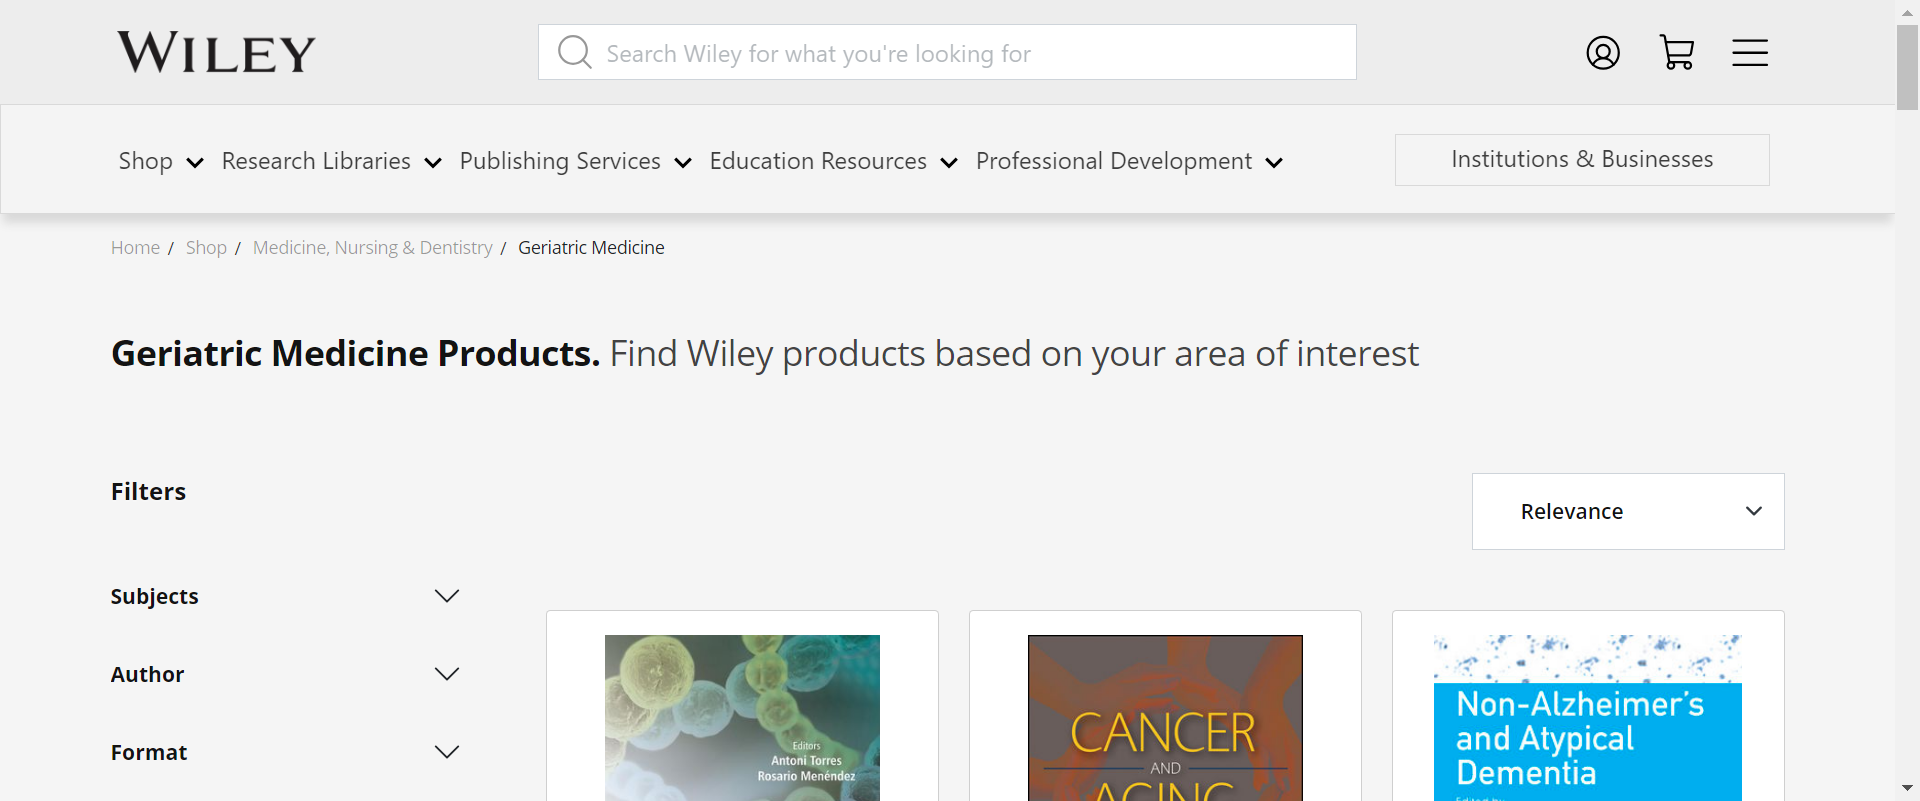 WILEY
Search Wiley for what you're looking for
Shop Research Libraries Publishing Services Education Resources Professional Development Institutions & Businesses
Home / Shop / Medicine, Nursing & Dentistry / Geriatric Medicine
Geriatric Medicine Products. Find Wiley products based on your area of interest
Filters
Relevance
Subjects
Author
Format
Editors
Antoni Torres
Rosario Menéndez
CANCER
AND
AGING
Non-Alzheimer's
and Atypical
Dementia